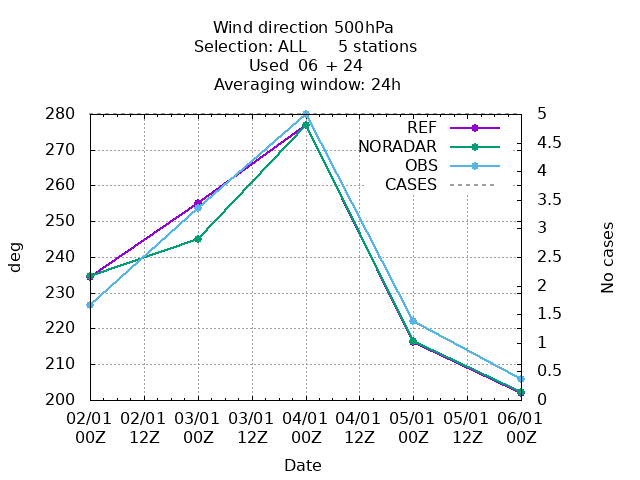 Wind direction 500hPa
Selection: ALL 5 stations
Used 06 + 24
Averaging window: 24h
280 5
REF
4.5
270 NORADAR
OBS 4
260 CASES
3.5
250
3
deg 240 2.5 No cases
230 2
220 1.5
1
210
0.5
200 0
02/01 02/01 03/01 03/01 04/01 04/01 05/01 05/01 06/01
00Z 12Z 00Z 12Z 00Z 12Z 00Z 12Z 00Z
Date